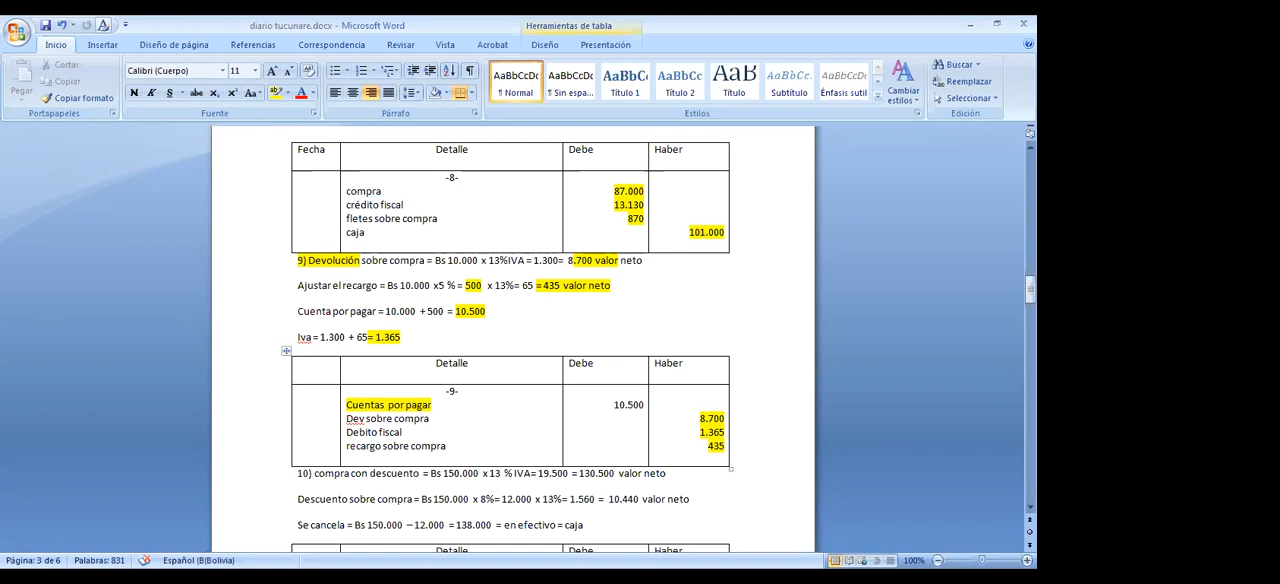 diario tucunare.docx - Microsoft Word
Herramientas de tabla
Inicio Insertar Diseño de página Referencias Correspondencia Revisar Vista Acrobat Diseño Presentación
Cortar
Copiar
Copiar formato
Pegar
Portapapeles
Calibri (Cuerpo) 11
N K S abc x₂ x² Aa
Fuente
Párrafo
AaBbCcDc AaBbCcDc AaBbCc AaBbCc AaB AaBbCc. AaBbCcDc
¶ Normal ¶ Sin espa... Título 1 Título 2 Título Subtítulo Énfasis sutil
Cambiar estilos
Estilos
Buscar
Reemplazar
Seleccionar
Edición
Fecha Detalle Debe Haber
-8-
compra 87.000
crédito fiscal 13.130
fletes sobre compra 870
caja 101.000
9) Devolución sobre compra = Bs 10.000 x 13%IVA = 1.300= 8.700 valor neto
Ajustar el recargo = Bs 10.000 x5 % = 500 x 13%= 65 = 435 valor neto
Cuenta por pagar = 10.000 + 500 = 10.500
Iva = 1.300 + 65= 1.365
Detalle Debe Haber
-9-
Cuentas por pagar 10.500
Dev sobre compra 8.700
Debito fiscal 1.365
recargo sobre compra 435
10) compra con descuento = Bs 150.000 x 13 % IVA= 19.500 = 130.500 valor neto
Descuento sobre compra = Bs 150.000 x 8%= 12.000 x 13%= 1.560 = 10.440 valor neto
Se cancela = Bs 150.000 – 12.000 = 138.000 = en efectivo = caja
Detalle Debe Haber
Página: 3 de 6 Palabras: 831 Español (B(Bolivia) 100%